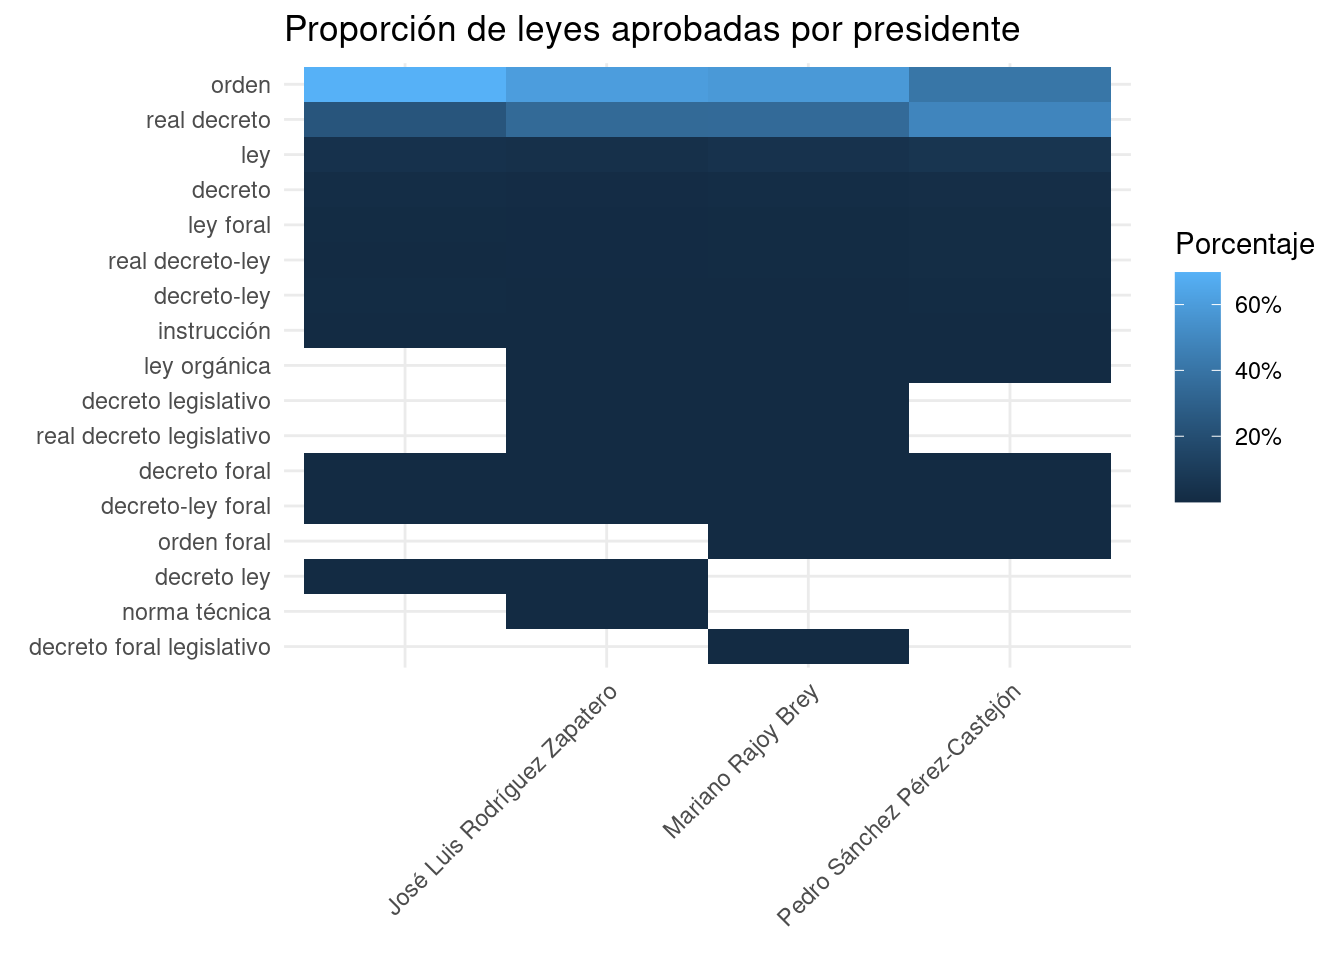 Proporción de leyes aprobadas por presidente
orden
real decreto
ley
decreto
ley foral
real decreto-ley
decreto-ley
instrucción
ley orgánica
decreto legislativo
real decreto legislativo
decreto foral
decreto-ley foral
orden foral
decreto ley
norma técnica
decreto foral legislativo
José Luis Rodríguez Zapatero
Mariano Rajoy Brey
Pedro Sánchez Pérez-Castejón
Porcentaje
60%
40%
20%